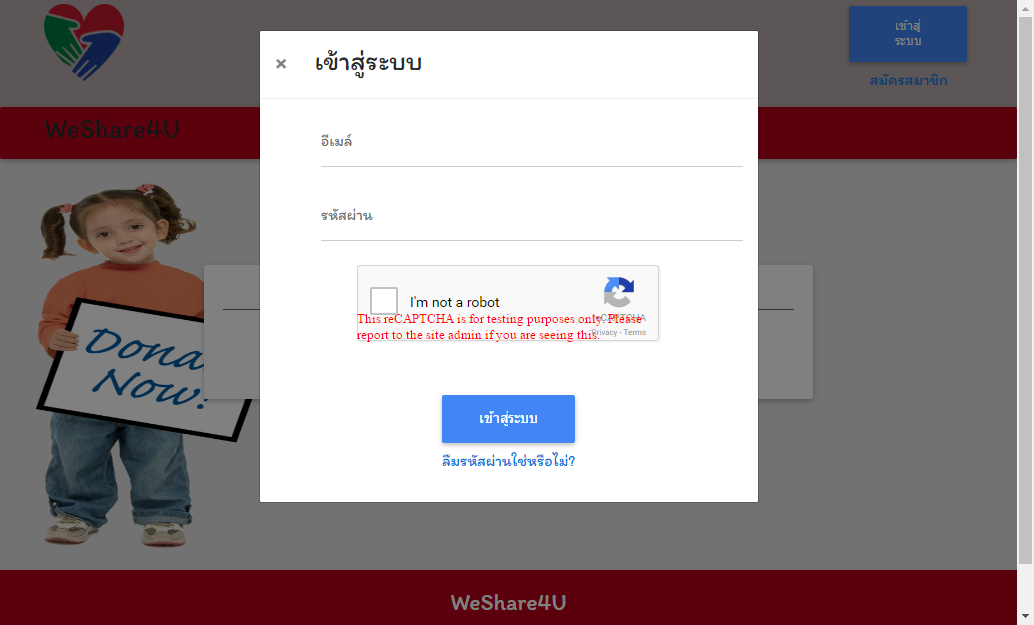 เข้าสู่
ระบบ
สมัครสมาชิก
WeShare4U
× เข้าสู่ระบบ
อีเมล์
รหัสผ่าน
I'm not a robot
reCAPTCHA
This reCAPTCHA is for testing purposes only. Please
report to the site admin if you are seeing this.
Privacy - Terms
Dona
Now!
เข้าสู่ระบบ
ลืมรหัสผ่านใช่หรือไม่?
WeShare4U